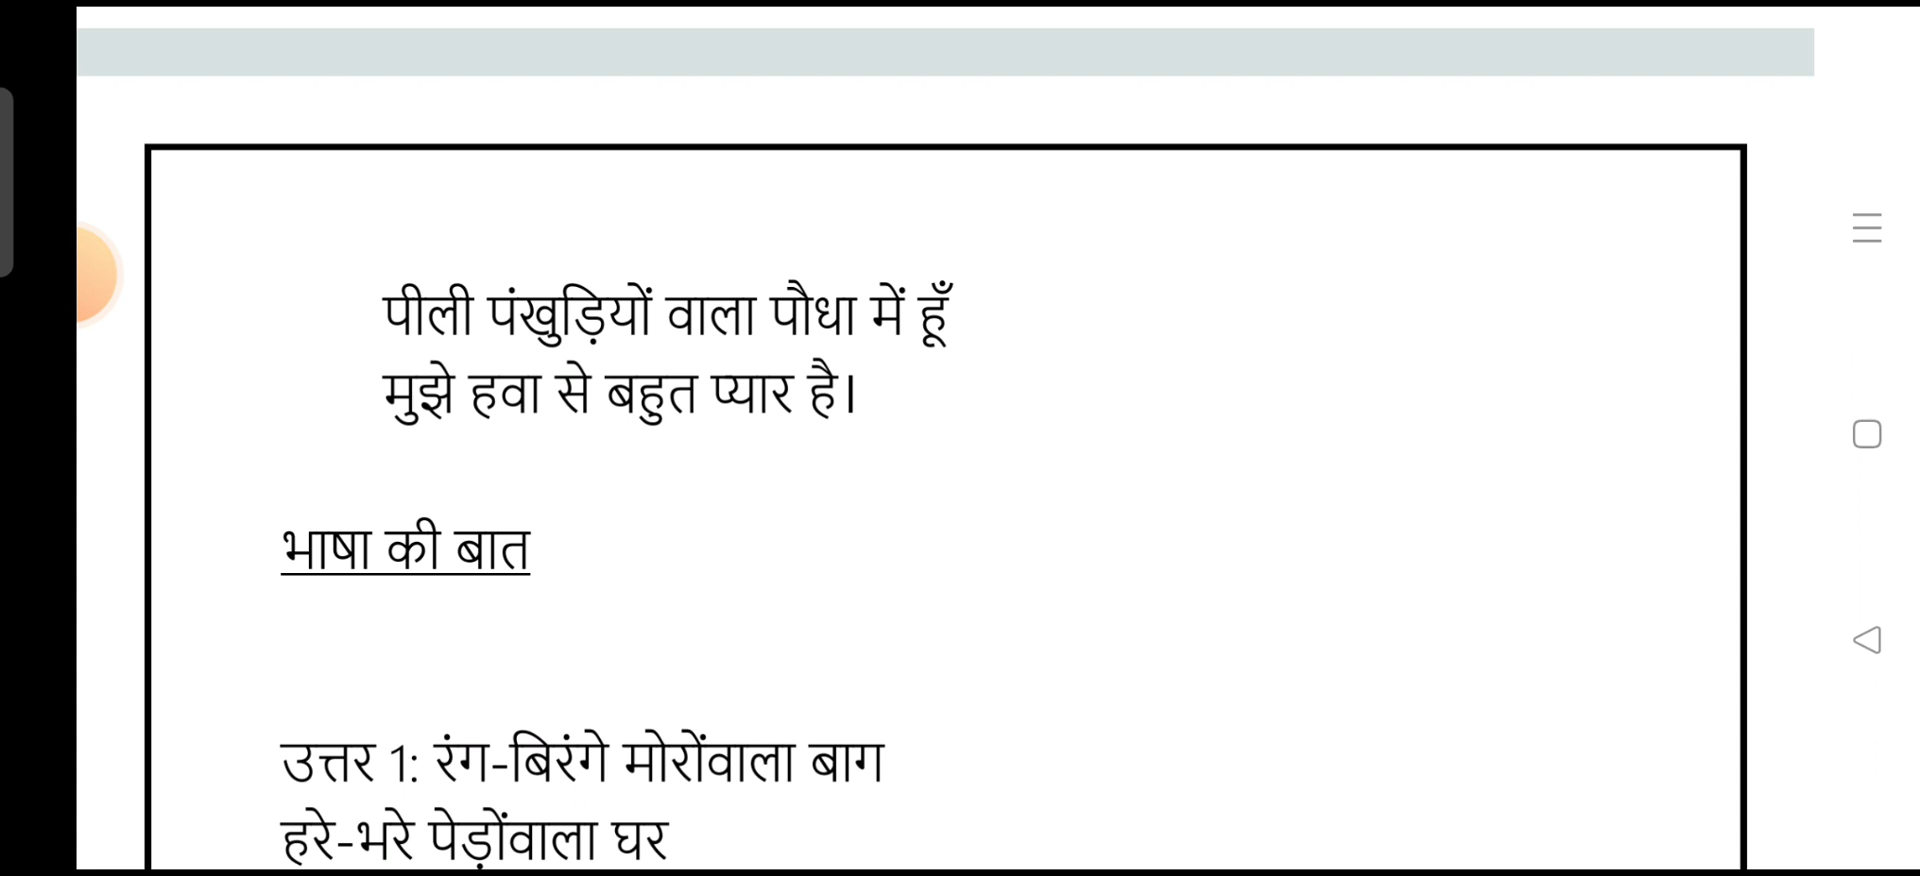 पीली पंखुड़ियों वाला पौधा में हूँ
मुझे हवा से बहुत प्यार है।
भाषा की बात
उत्तर 1: रंग-बिरंगे मोरोंवाला बाग
हरे-भरे पेड़ोंवाला घर